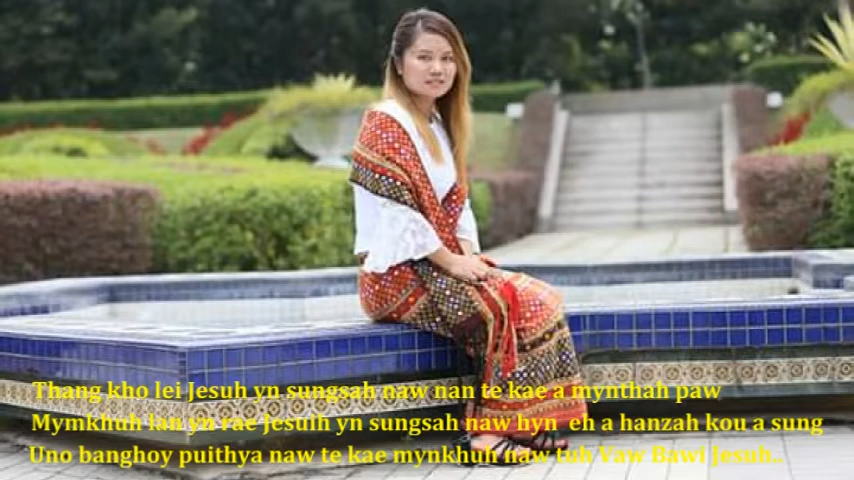 Thang kho lei Jesuh yn sungsah naw nan te kae a mynthah paw
Mymkhuh lan yn rae Jesuih yn sungsah naw hyn eh a hanzah kou a sung
Uno banghoy puithya naw te kae mynkhuh naw tuh Vaw Bawi Jesuh..